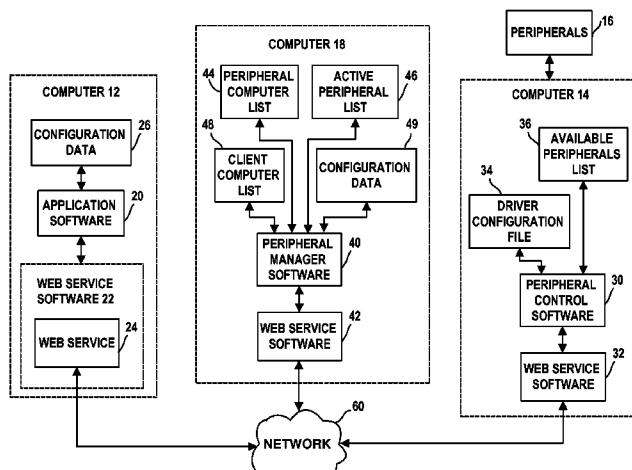 COMPUTER 12
CONFIGURATION
DATA
26
APPLICATION
SOFTWARE
20
WEB SERVICE
SOFTWARE 22
24
WEB SERVICE
COMPUTER 18
44
PERIPHERAL
COMPUTER
LIST
ACTIVE
PERIPHERAL
LIST
46
48
CLIENT
COMPUTER
LIST
49
CONFIGURATION
DATA
PERIPHERAL
MANAGER
SOFTWARE
40
WEB SERVICE
SOFTWARE
42
60
NETWORK
PERIPHERALS
16
COMPUTER 14
36
AVAILABLE
PERIPHERALS
LIST
34
DRIVER
CONFIGURATION
FILE
PERIPHERAL
CONTROL
SOFTWARE
30
WEB SERVICE
SOFTWARE
32